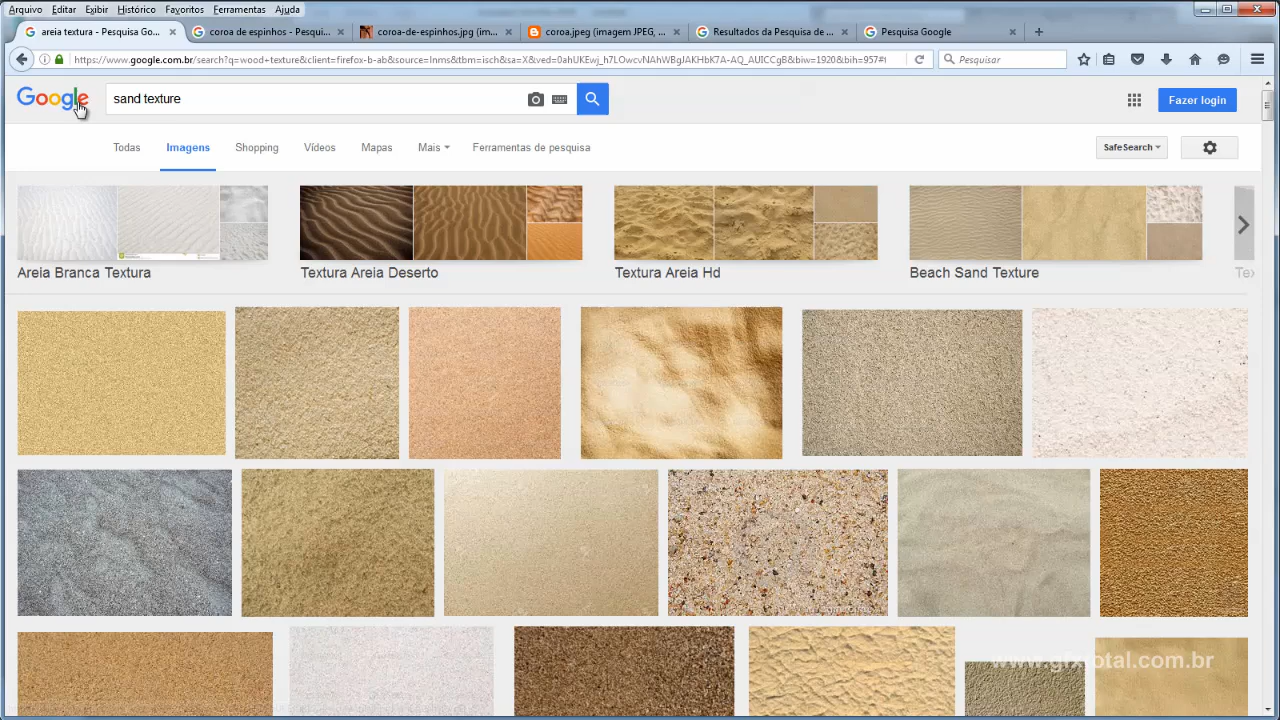 Arquivo Editar Exibir Histórico Favoritos Ferramentas Ajuda
areia textura - Pesquisa Go... coroa de espinhos - Pesqui... coroa-de-espinhos.jpg (im... coroa.jpeg (imagem JPEG, ... Resultados da Pesquisa de ... Pesquisa Google
https://www.google.com.br/search?q=wood+texture&client=firefox-b-ab&source=lnms&tbm=isch&sa=X&ved=0ahUKEwj_h7LOwcvNAhWBgJAKHbK7A-AQ_AUICCgB&biw=1920&bih=957# Pesquisar
Google sand texture Fazer login
Todas Imagens Shopping Vídeos Mapas Mais Ferramentas de pesquisa SafeSearch
Areia Branca Textura Textura Areia Deserto Textura Areia Hd Beach Sand Texture Tex
www.gfxtotal.com.br